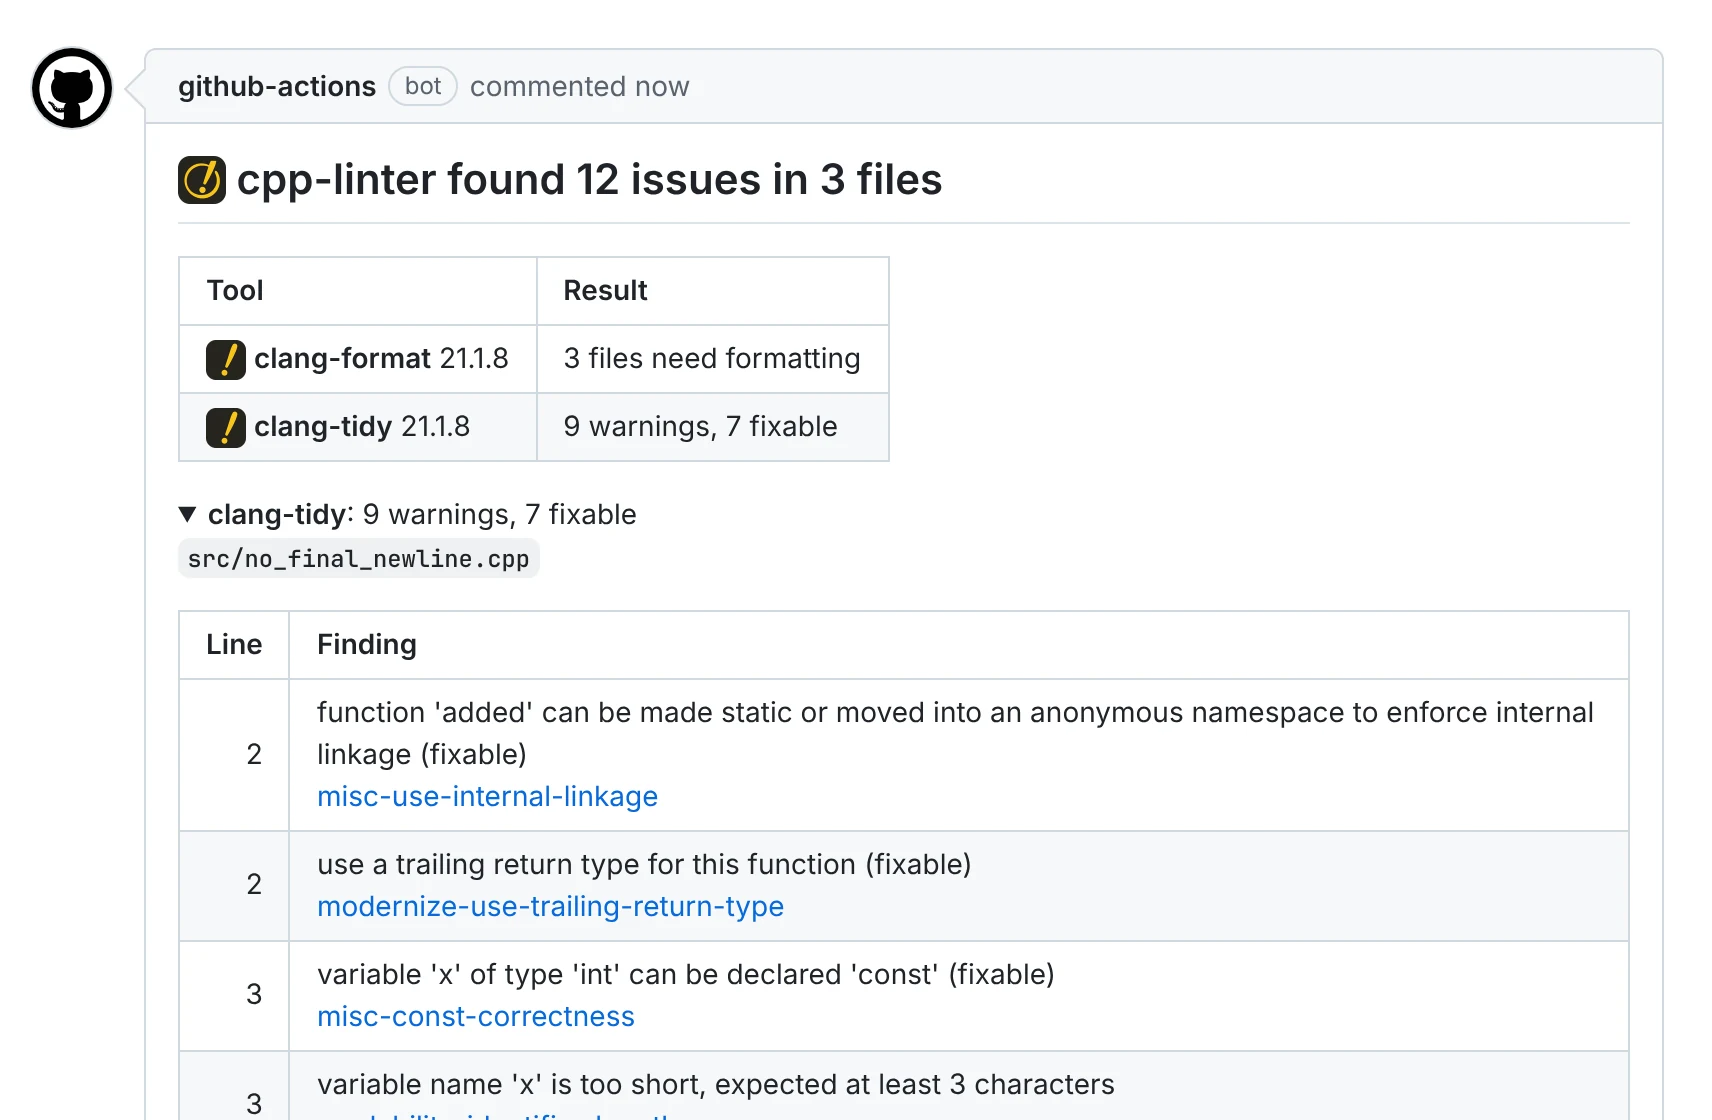 github-actions bot commented now
cpp-linter found 12 issues in 3 files
Tool Result
clang-format 21.1.8 3 files need formatting
clang-tidy 21.1.8 9 warnings, 7 fixable
▼ clang-tidy: 9 warnings, 7 fixable
src/no_final_newline.cpp
Line Finding
function 'added' can be made static or moved into an anonymous namespace to enforce internal
2 linkage (fixable)
misc-use-internal-linkage
2 use a trailing return type for this function (fixable)
modernize-use-trailing-return-type
3 variable 'x' of type 'int' can be declared 'const' (fixable)
misc-const-correctness
3 variable name 'x' is too short, expected at least 3 characters